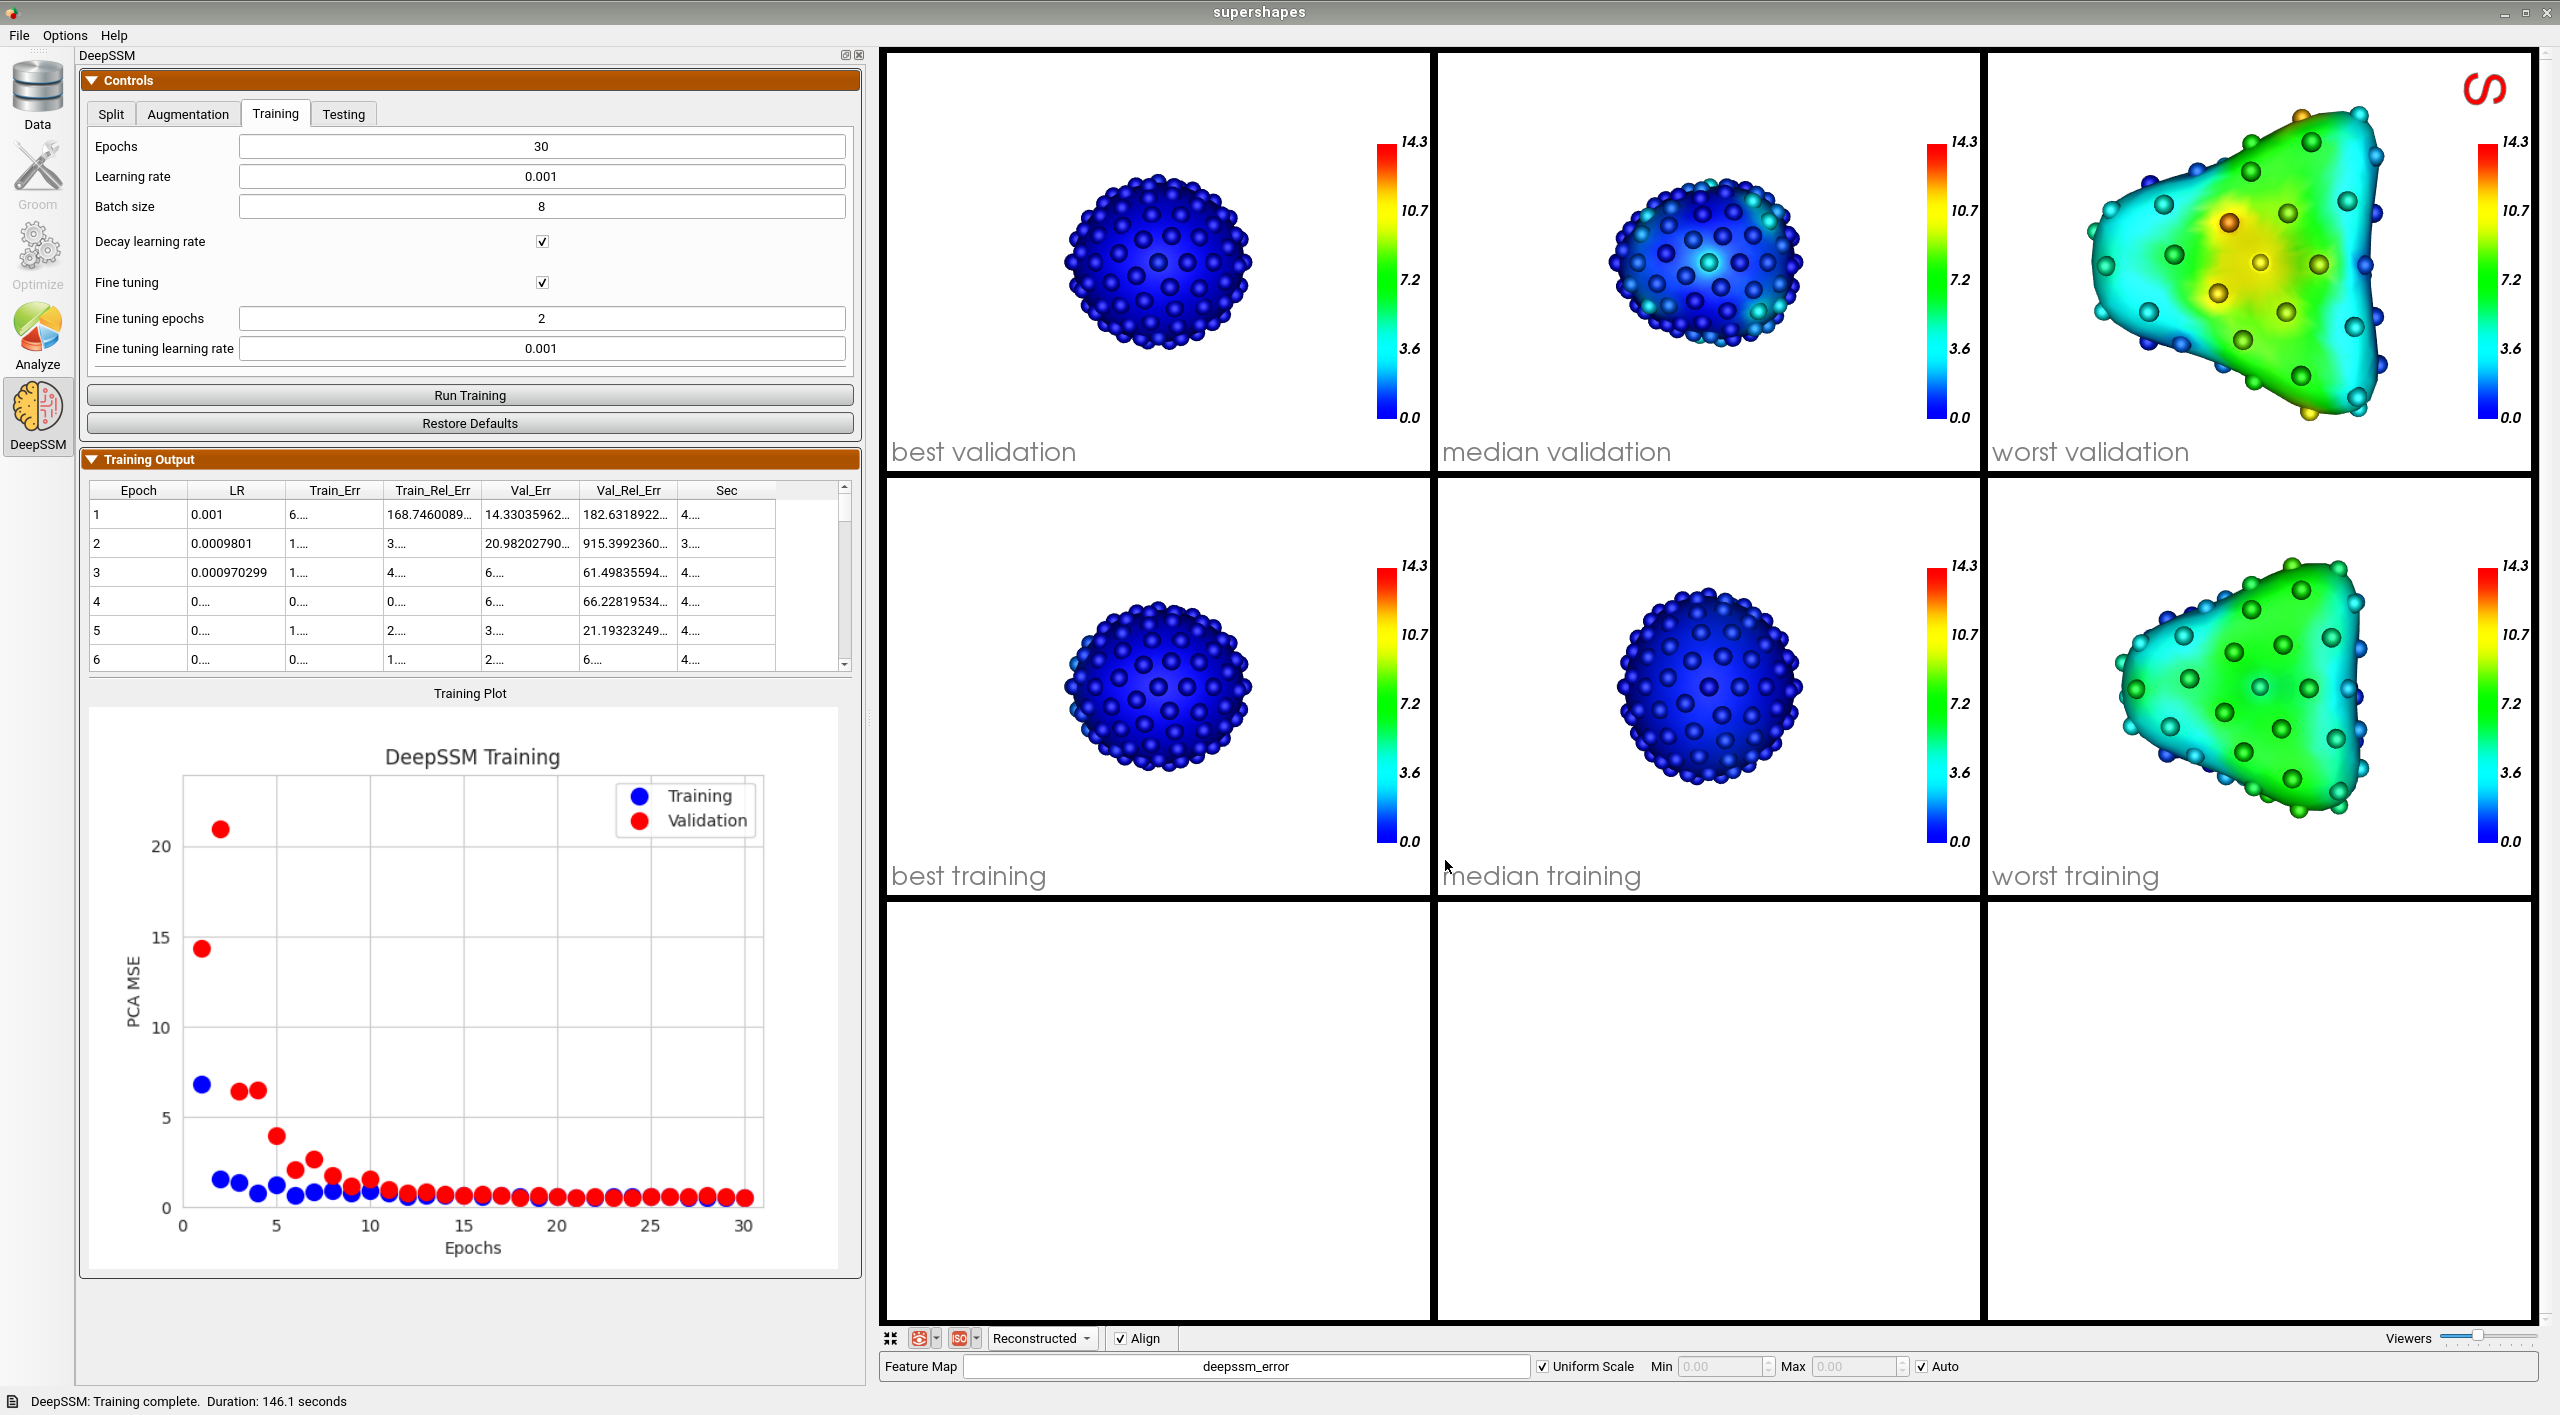 supershapes
File Options Help
DeepSSM
Controls
Split Augmentation Training Testing
Epochs 30
Learning rate 0.001
Batch size 8
Decay learning rate
Fine tuning
Fine tuning epochs 2
Fine tuning learning rate 0.001
Run Training
Restore Defaults
Data
Groom
Optimize
Analyze
DeepSSM
Training Output
Epoch LR Train_Err Train_Rel_Err Val_Err Val_Rel_Err Sec
1 0.001 6.... 168.7460089... 14.33035962... 182.6318922... 4....
2 0.0009801 1.... 3.... 20.98202790... 915.3992360... 3....
3 0.000970299 1.... 4.... 6.... 61.49835594... 4....
4 0.... 0.... 0.... 6.... 66.22819534... 4....
5 0.... 1.... 2.... 3.... 21.19323249... 4....
6 0.... 0.... 1.... 2.... 6.... 4....
Training Plot
DeepSSM Training
Training
Validation
PCA MSE
20
15
10
5
0
0 5 10 15 20 25 30
Epochs
14.3
10.7
7.2
3.6
0.0
best validation
14.3
10.7
7.2
3.6
0.0
median validation
S
14.3
10.7
7.2
3.6
0.0
worst validation
14.3
10.7
7.2
3.6
0.0
best training
14.3
10.7
7.2
3.6
0.0
median training
14.3
10.7
7.2
3.6
0.0
worst training
ISO Reconstructed Align Viewers
Feature Map deepssm_error Uniform Scale Min 0.00 Max 0.00 Auto
DeepSSM: Training complete. Duration: 146.1 seconds